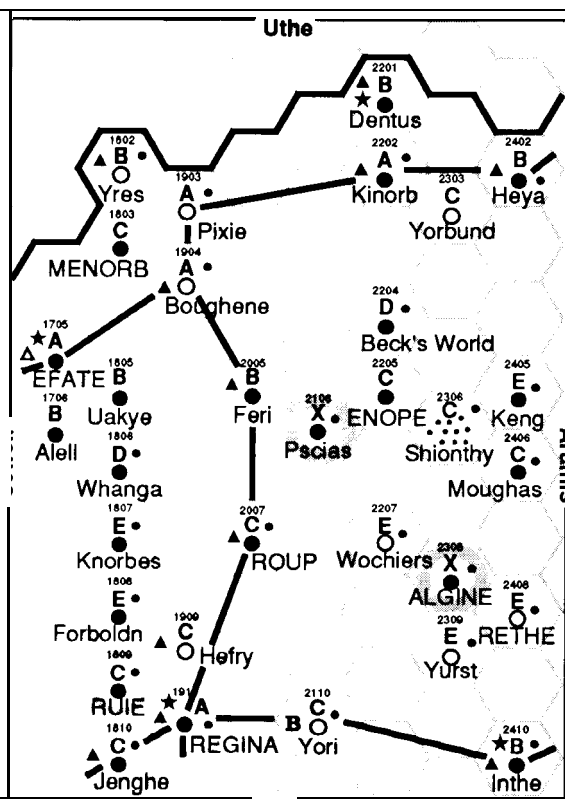 Uthe
2201
B
Dentus
1802
B
Yres
2202
A
Kinorb
2402
B
Heya
1903
A
Pixie
2303
C
Yorbund
1803
C
MENORB
1904
A
Boughene
2204
D
Beck's World
1705
A
EFATE
1805
B
Uakye
2005
B
Feri
2205
C
ENOPE
2405
E
Keng
1706
B
Alell
2106
X
Pscias
2306
C
Shionthy
1806
D
Whanga
2406
C
Moughas
1807
E
Knorbes
2007
C
ROUP
2207
E
Wochiers
1808
E
Forboldn
2308
X
ALGINE
2408
E
RETHE
1909
C
Hefry
2309
E
Yurst
1809
C
RUIE
191
A
REGINA
2110
C
B
Yori
1810
C
Jenghe
2410
B
Inthe